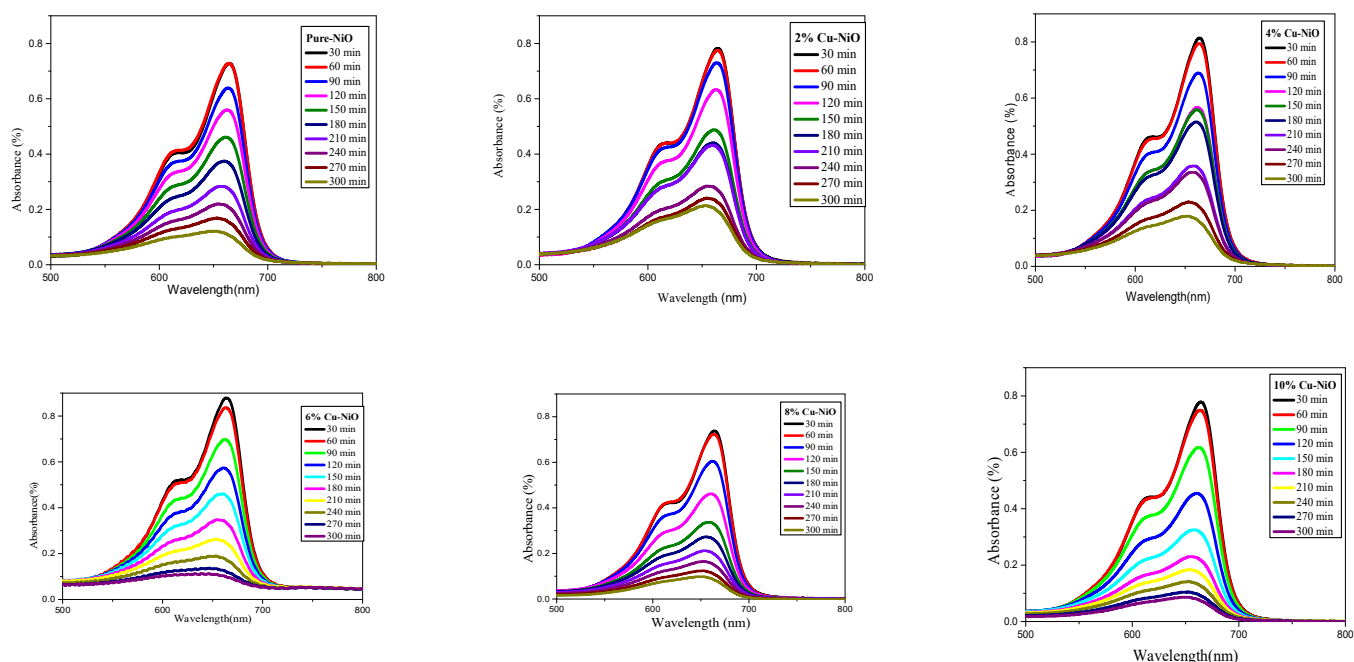 Pure-NiO
30 min
60 min
90 min
120 min
150 min
180 min
210 min
240 min
270 min
300 min
0.8
0.6
0.4
0.2
0.0
Absorbance (%)
500
600
700
800
Wavelength(nm)
2% Cu-NiO
30 min
60 min
90 min
120 min
150 min
180 min
210 min
240 min
270 min
300 min
0.8
0.6
0.4
0.2
0.0
Absorbance (%)
500
600
700
800
Wavelength (nm)
4% Cu-NiO
30 min
60 min
90 min
120 min
150 min
180 min
210 min
240 min
270 min
300 min
0.8
0.6
0.4
0.2
0.0
Absorbance (%)
500
600
700
800
Wavelength(nm)
6% Cu-NiO
30 min
60 min
90 min
120 min
150 min
180 min
210 min
240 min
270 min
300 min
0.8
0.6
0.4
0.2
0.0
Absorbance(%)
500
600
700
800
Wavelength(nm)
8% Cu-NiO
30 min
60 min
90 min
120 min
150 min
180 min
210 min
240 min
270 min
300 min
0.8
0.6
0.4
0.2
0.0
Absorbance (%)
500
600
700
800
Wavelength (nm)
10% Cu-NiO
30 min
60 min
90 min
120 min
150 min
180 min
210 min
240 min
270 min
300 min
0.8
0.6
0.4
0.2
0.0
Absorbance (%)
500
600
700
800
Wavelength(nm)